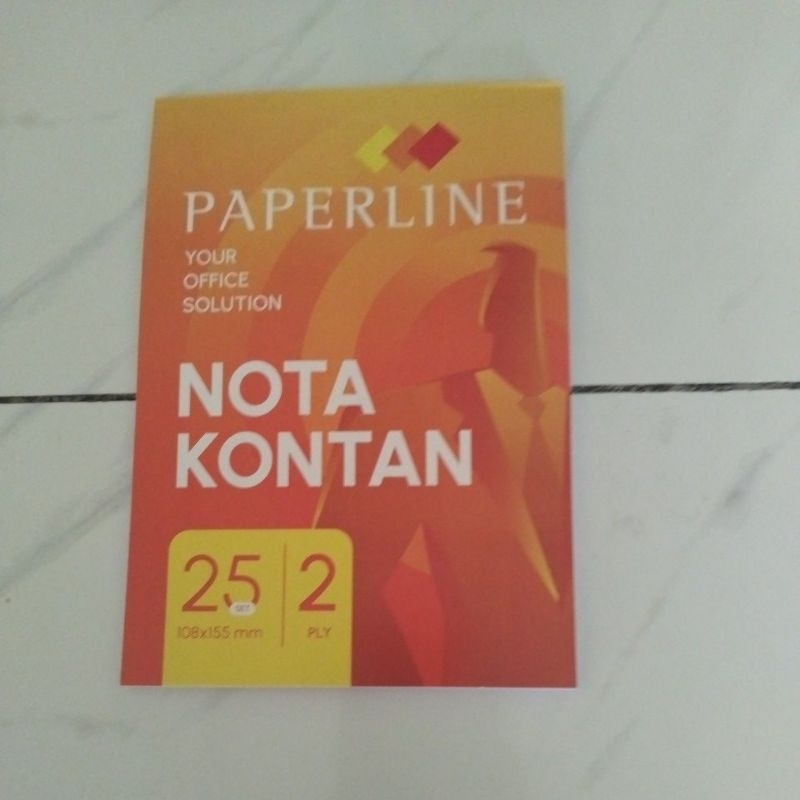 PAPERLINE
YOUR
OFFICE
SOLUTION
NOTA
KONTAN
25 2
SET
108x155 mm PLY